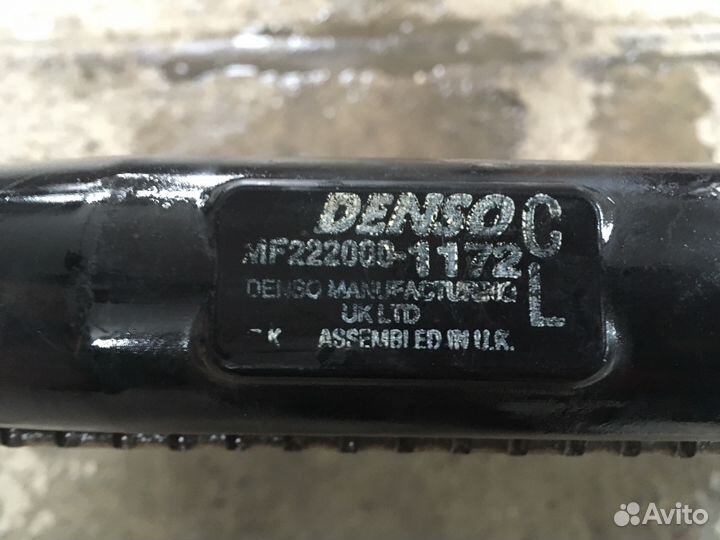 DENSO
MF222000-1172
C
L
DENSO MANUFACTURING
UK LTD
K ASSEMBLED IN U.K.
Avito